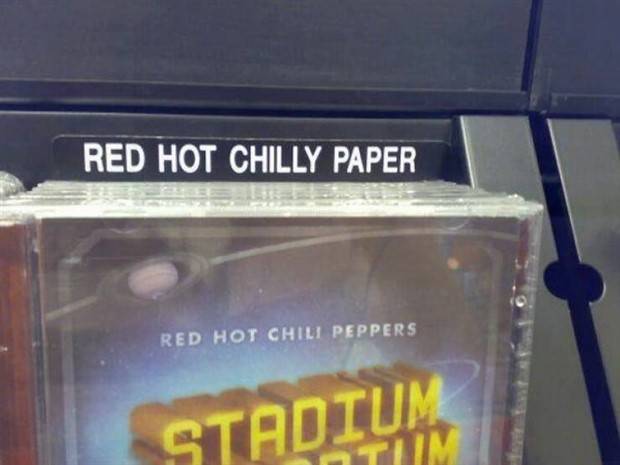 RED HOT CHILLY PAPER
RED HOT CHILI PEPPERS
STADIUM